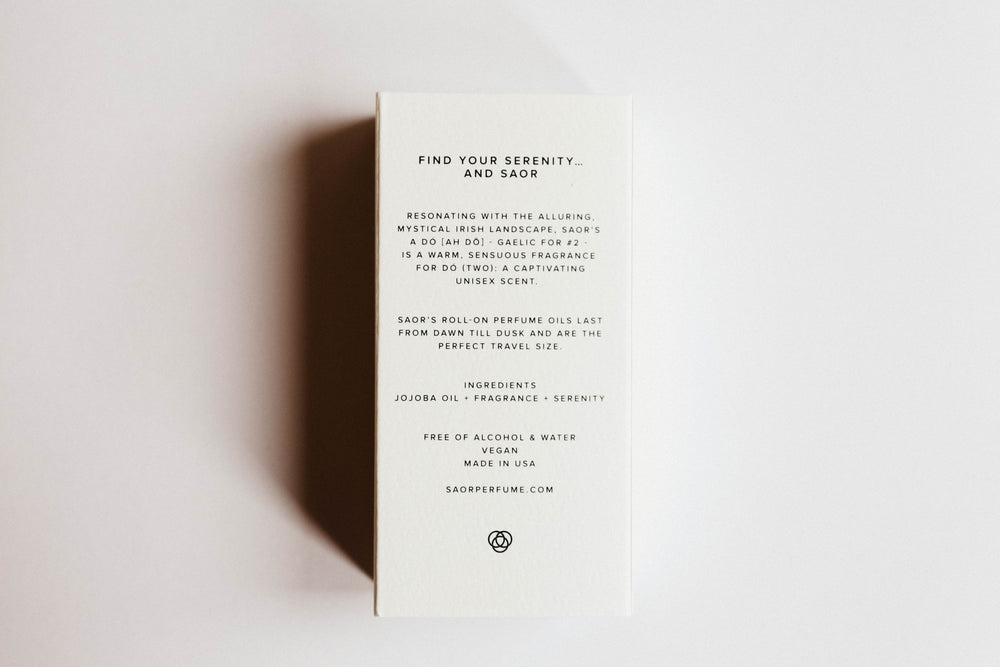 FIND YOUR SERENITY...
AND SAOR
RESONATING WITH THE ALLURING,
MYSTICAL IRISH LANDSCAPE, SAOR'S
A DÓ [AH DŌ] - GAELIC FOR #2 -
IS A WARM, SENSUOUS FRAGRANCE
FOR DÓ (TWO): A CAPTIVATING
UNISEX SCENT.
SAOR'S ROLL-ON PERFUME OILS LAST
FROM DAWN TILL DUSK AND ARE THE
PERFECT TRAVEL SIZE.
INGREDIENTS
JOJOBA OIL + FRAGRANCE + SERENITY
FREE OF ALCOHOL & WATER
VEGAN
MADE IN USA
SAORPERFUME.COM